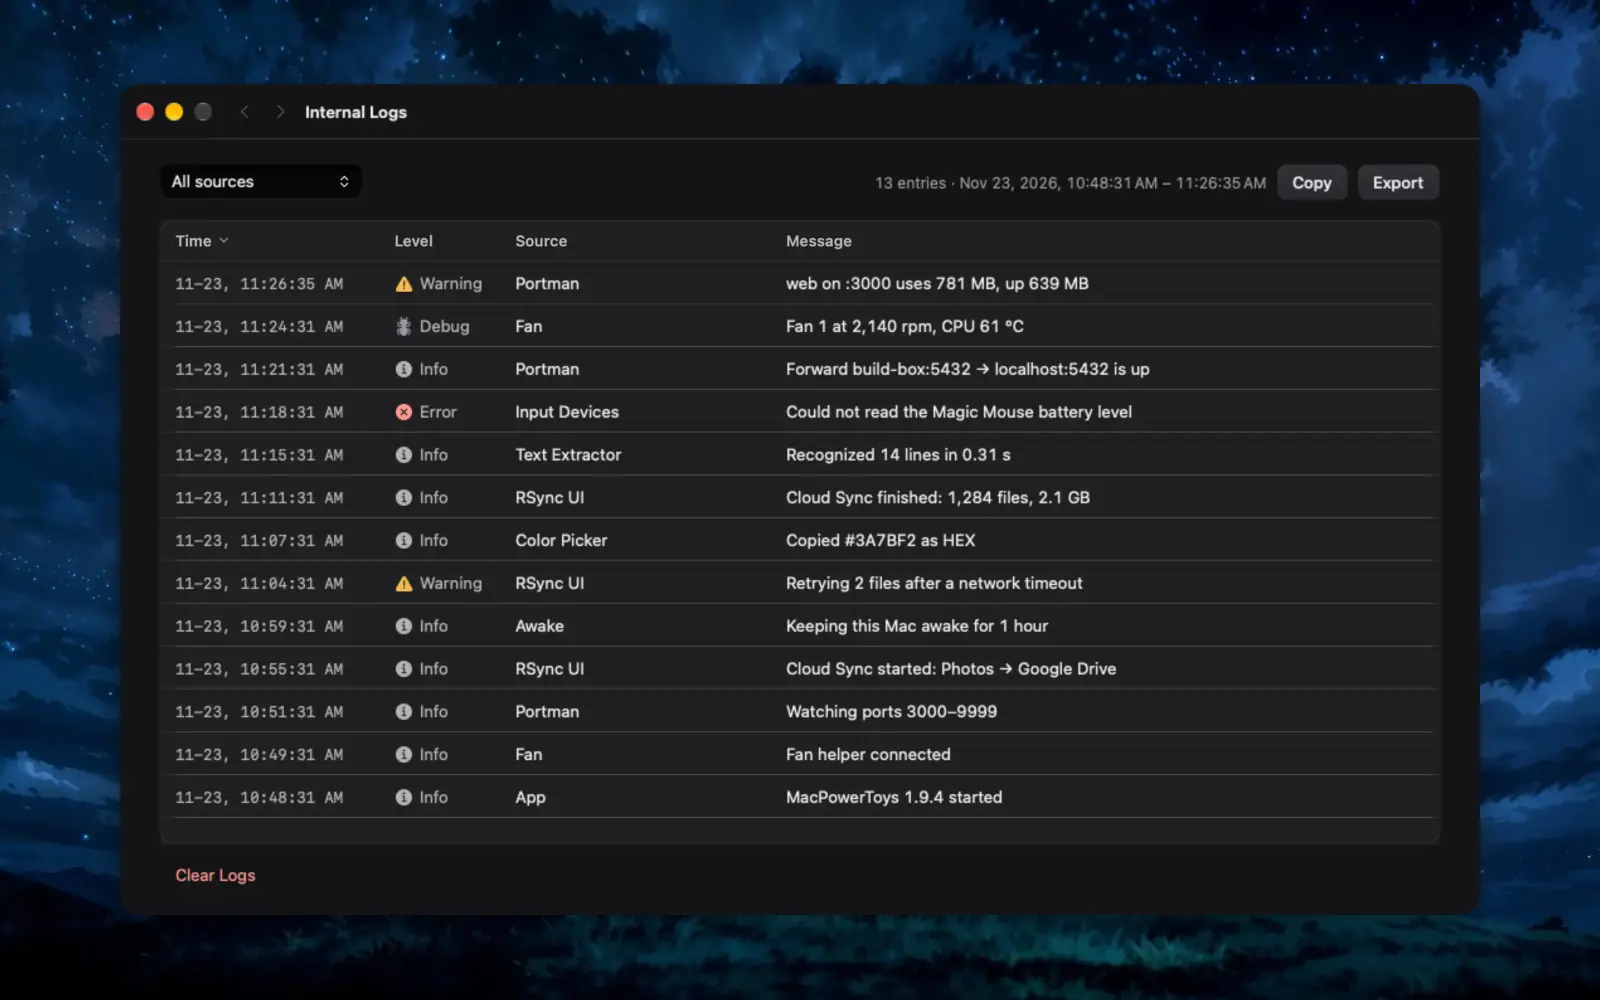 Internal Logs
All sources
13 entries · Nov 23, 2026, 10:48:31 AM – 11:26:35 AM
Copy
Export
Time Level Source Message
11-23, 11:26:35 AM Warning Portman web on :3000 uses 781 MB, up 639 MB
11-23, 11:24:31 AM Debug Fan Fan 1 at 2,140 rpm, CPU 61 °C
11-23, 11:21:31 AM Info Portman Forward build-box:5432 → localhost:5432 is up
11-23, 11:18:31 AM Error Input Devices Could not read the Magic Mouse battery level
11-23, 11:15:31 AM Info Text Extractor Recognized 14 lines in 0.31 s
11-23, 11:11:31 AM Info RSync UI Cloud Sync finished: 1,284 files, 2.1 GB
11-23, 11:07:31 AM Info Color Picker Copied #3A7BF2 as HEX
11-23, 11:04:31 AM Warning RSync UI Retrying 2 files after a network timeout
11-23, 10:59:31 AM Info Awake Keeping this Mac awake for 1 hour
11-23, 10:55:31 AM Info RSync UI Cloud Sync started: Photos → Google Drive
11-23, 10:51:31 AM Info Portman Watching ports 3000–9999
11-23, 10:49:31 AM Info Fan Fan helper connected
11-23, 10:48:31 AM Info App MacPowerToys 1.9.4 started
Clear Logs